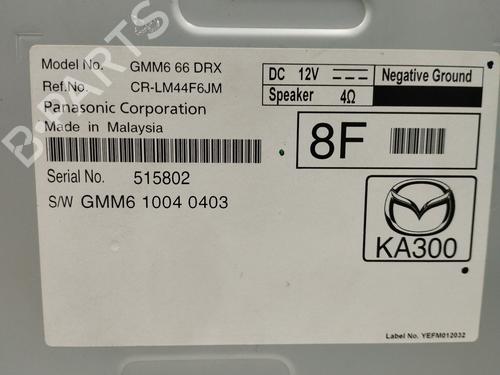 Model No. GMM6 66 DRX
Ref.No. CR-LM44F6JM
Panasonic Corporation
Made in Malaysia
DC 12V Negative Ground
Speaker 4Ω
8F
Serial No. 515802
S/W GMM6 1004 0403
KA300
Label No. YEFM012032
B-PARTS